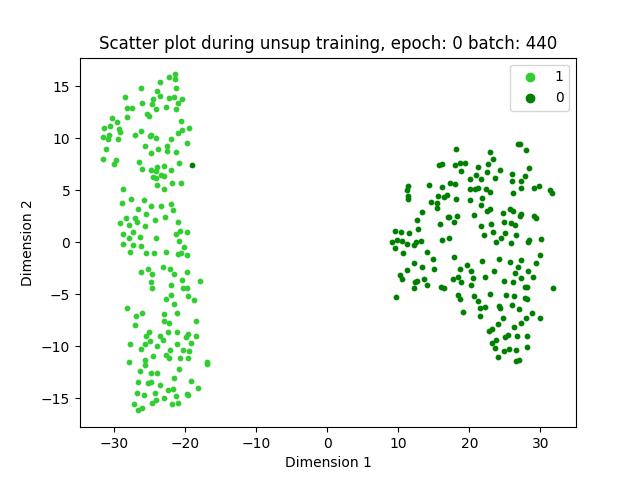 Scatter plot during unsup training, epoch: 0 batch: 440
1
0
15
10
5
0
−5
−10
−15
Dimension 2
−30 −20 −10 0 10 20 30
Dimension 1